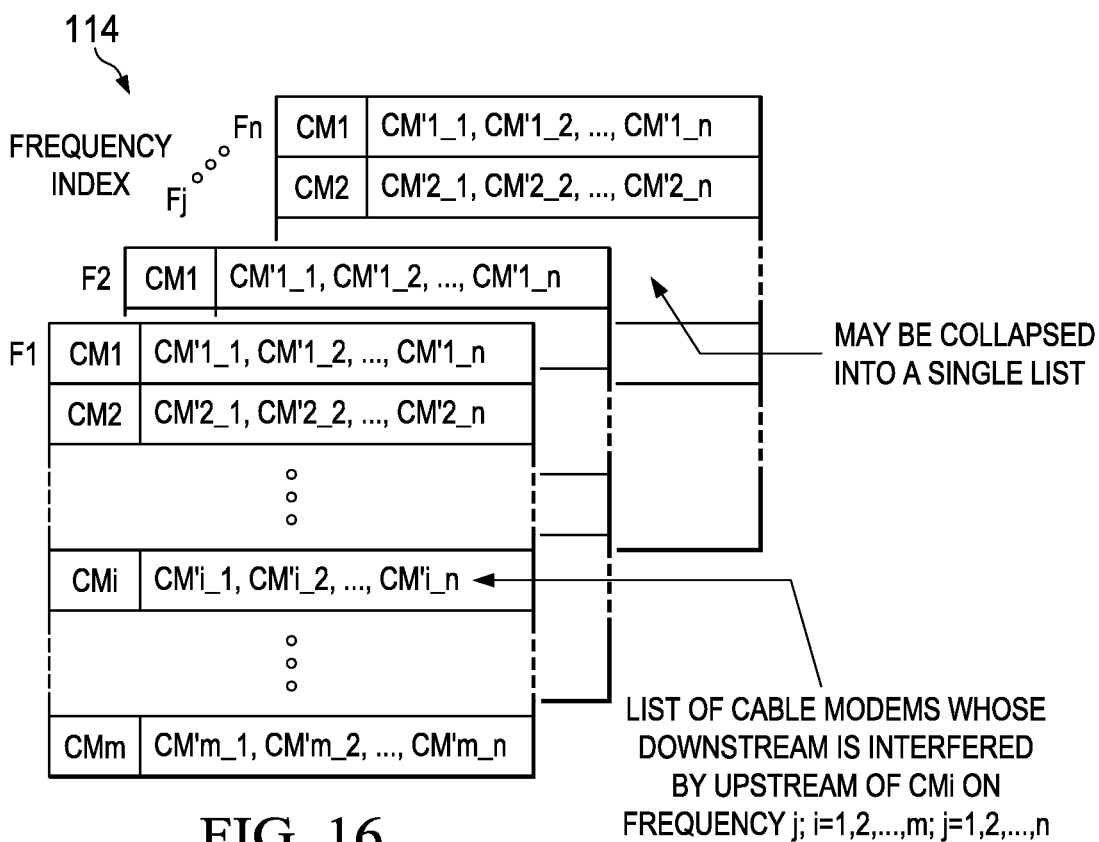 114
FREQUENCY
INDEX
Fn
Fj
CM1 CM'1_1, CM'1_2, ..., CM'1_n
CM2 CM'2_1, CM'2_2, ..., CM'2_n
F2 CM1 CM'1_1, CM'1_2, ..., CM'1_n
F1 CM1 CM'1_1, CM'1_2, ..., CM'1_n
CM2 CM'2_1, CM'2_2, ..., CM'2_n
CMi CM'i_1, CM'i_2, ..., CM'i_n
CMm CM'm_1, CM'm_2, ..., CM'm_n
MAY BE COLLAPSED
INTO A SINGLE LIST
LIST OF CABLE MODEMS WHOSE
DOWNSTREAM IS INTERFERED
BY UPSTREAM OF CMi ON
FREQUENCY j; i=1,2,...,m; j=1,2,...,n
FIG. 16